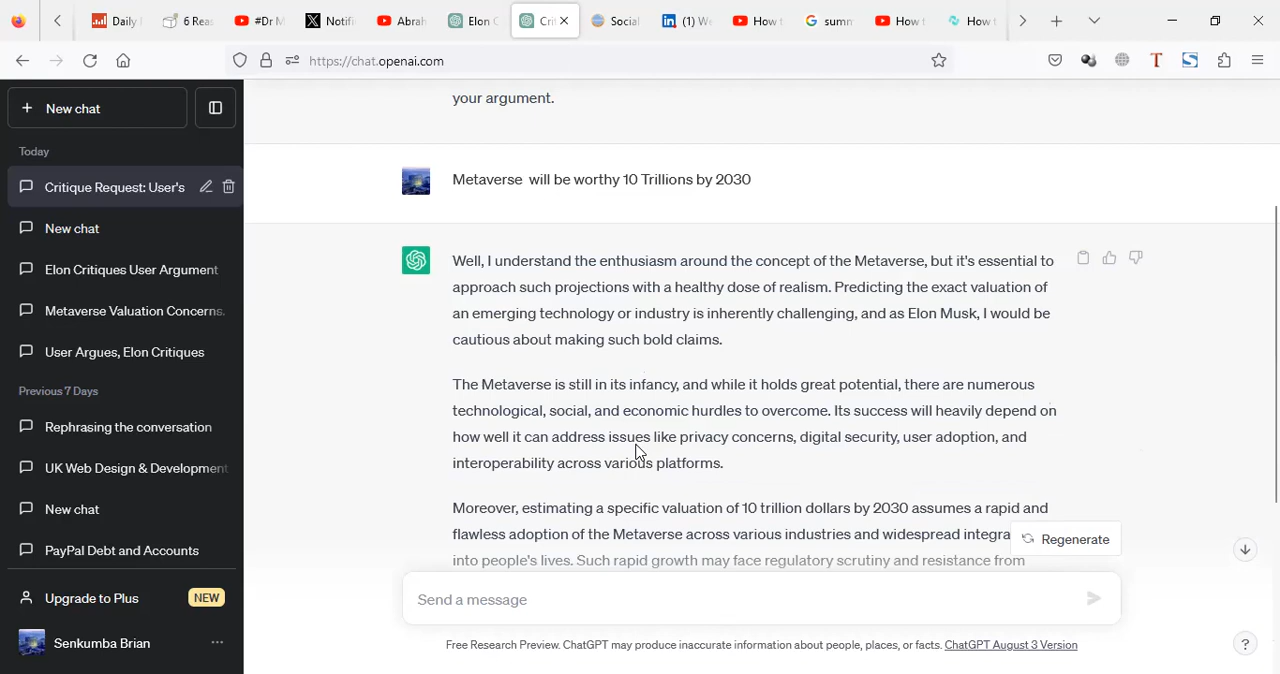 Daily
6 Reas
#Dr M
Notifi
Abrah
Elon C
Crit
Social
(1) We
How t
summ
How t
How t
https://chat.openai.com
New chat
Today
Critique Request: User's
New chat
Elon Critiques User Argument
Metaverse Valuation Concerns.
User Argues, Elon Critiques
Previous 7 Days
Rephrasing the conversation
UK Web Design & Development
New chat
PayPal Debt and Accounts
Upgrade to Plus NEW
Senkumba Brian
your argument.
Metaverse will be worthy 10 Trillions by 2030
Well, I understand the enthusiasm around the concept of the Metaverse, but it's essential to
approach such projections with a healthy dose of realism. Predicting the exact valuation of
an emerging technology or industry is inherently challenging, and as Elon Musk, I would be
cautious about making such bold claims.
The Metaverse is still in its infancy, and while it holds great potential, there are numerous
technological, social, and economic hurdles to overcome. Its success will heavily depend on
how well it can address issues like privacy concerns, digital security, user adoption, and
interoperability across various platforms.
Moreover, estimating a specific valuation of 10 trillion dollars by 2030 assumes a rapid and
flawless adoption of the Metaverse across various industries and widespread integra
into people's lives. Such rapid growth may face regulatory scrutiny and resistance from
Regenerate
Send a message
Free Research Preview. ChatGPT may produce inaccurate information about people, places, or facts. ChatGPT August 3 Version
?